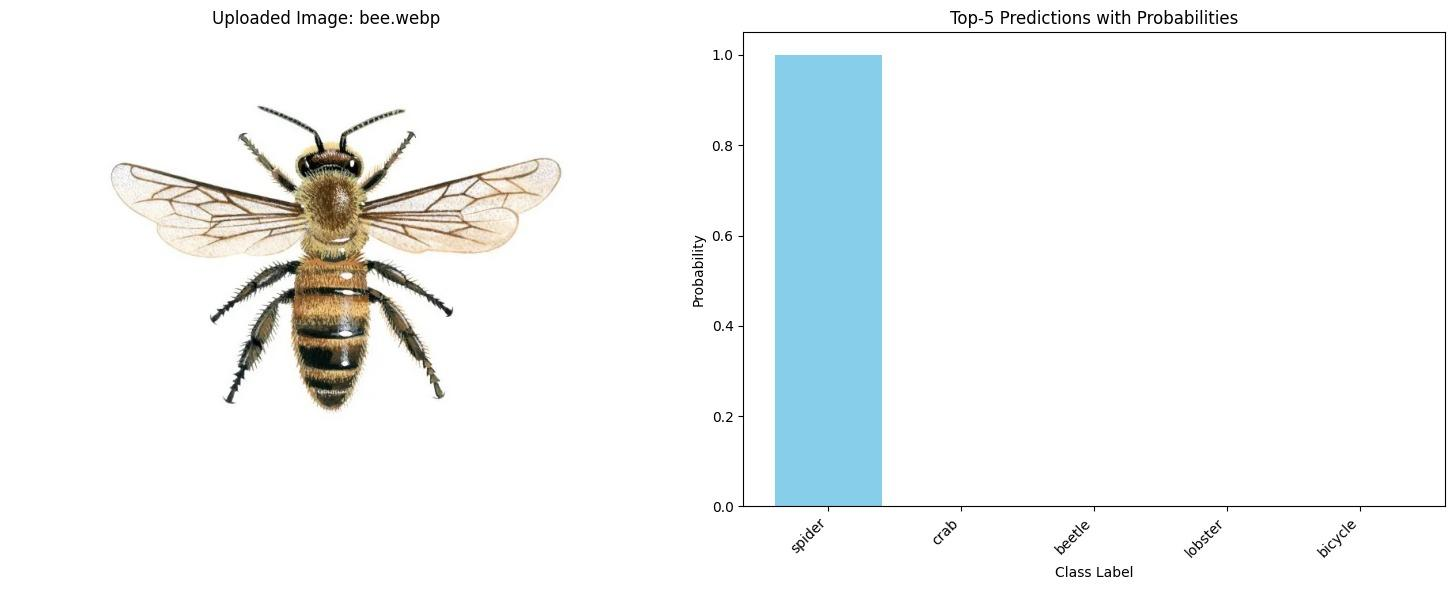 Uploaded Image: bee.webp
Top-5 Predictions with Probabilities
1.0
0.8
0.6
0.4
0.2
0.0
Probability
spider
crab
beetle
lobster
bicycle
Class Label